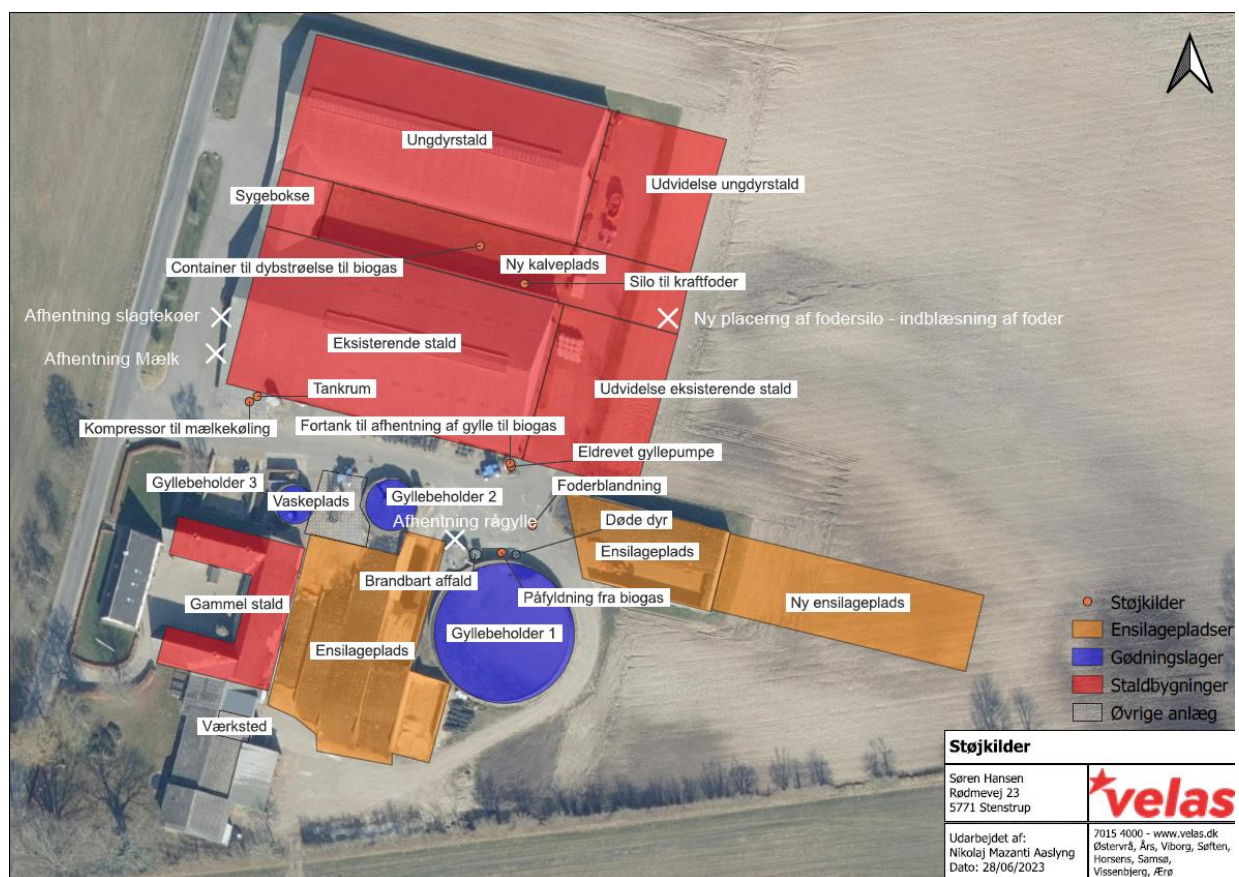 Ungdyrstald
Udvidelse ungdyrstald
Sygebokse
Container til dybstrøelse til biogas
Ny kalveplads
Silo til kraftfoder
Afhentning slagtekøer
Ny placerng af fodersilo - indblæsning af foder
Eksisterende stald
Afhentning Mælk
Udvidelse eksisterende stald
Tankrum
Kompressor til mælkekøling
Fortank til afhentning af gylle til biogas
Eldrevet gyllepumpe
Gyllebeholder 3
Vaskeplads
Gyllebeholder 2
Foderblandning
Afhentning rågylle
Døde dyr
Ensilageplads
Brandbart affald
Påfyldning fra biogas
Gammel stald
Ny ensilageplads
Gyllebeholder 1
Ensilageplads
Værksted
Støjkilder
Ensilagepladser
Gødningslager
Staldbygninger
Øvrige anlæg
Støjkilder
Søren Hansen
Rødmevej 23
5771 Stenstrup
velas
Udarbejdet af:
Nikolaj Mazanti Aaslyng
Dato: 28/06/2023
7015 4000 - www.velas.dk
Østervrå, Års, Viborg, Søften,
Horsens, Samsø,
Vissenbjerg, Ærø